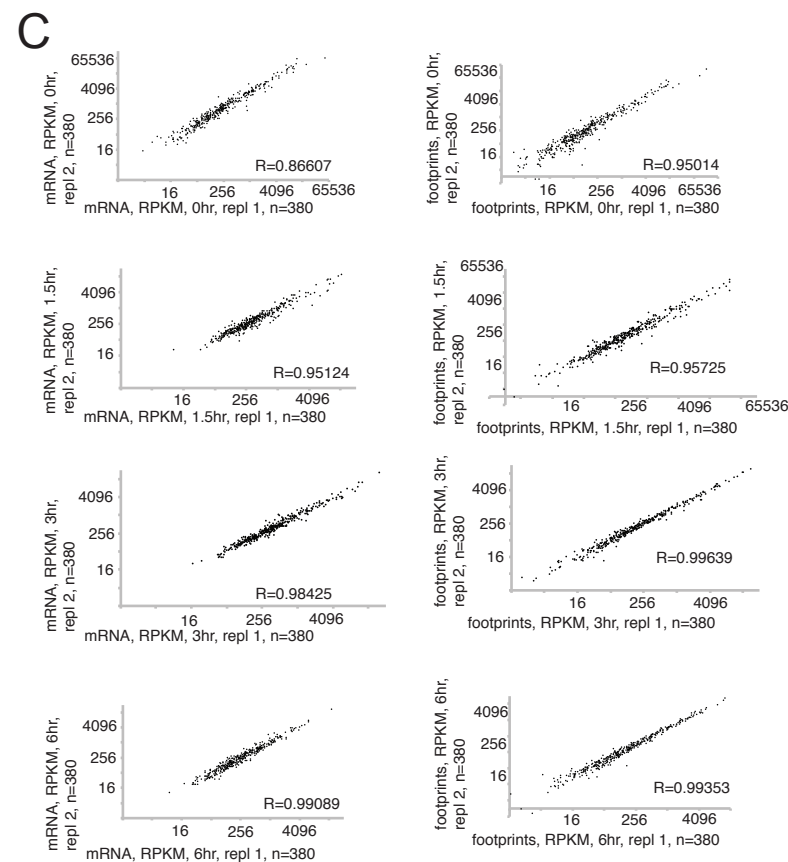 C
mRNA, RPKM, 0hr,
repl 2, n=380
65536
4096
256
16
R=0.86607
16 256 4096 65536
mRNA, RPKM, 0hr, repl 1, n=380
footprints, RPKM, 0hr,
repl 2, n=380
65536
4096
256
16
R=0.95014
16 256 4096 65536
footprints, RPKM, 0hr, repl 1, n=380
mRNA, RPKM, 1.5hr,
repl 2, n=380
4096
256
16
R=0.95124
16 256 4096
mRNA, RPKM, 1.5hr, repl 1, n=380
footprints, RPKM, 1.5hr,
repl 2, n=380
65536
4096
256
16
R=0.95725
16 256 4096 65536
footprints, RPKM, 1.5hr, repl 1, n=380
mRNA, RPKM, 3hr,
repl 2, n=380
4096
256
16
R=0.98425
16 256 4096
mRNA, RPKM, 3hr, repl 1, n=380
footprints, RPKM, 3hr,
repl 2, n=380
4096
256
16
R=0.99639
16 256 4096
footprints, RPKM, 3hr, repl 1, n=380
mRNA, RPKM, 6hr,
repl 2, n=380
4096
256
16
R=0.99089
16 256 4096
mRNA, RPKM, 6hr, repl 1, n=380
footprints, RPKM, 6hr,
repl 2, n=380
4096
256
16
R=0.99353
16 256 4096
footprints, RPKM, 6hr, repl 1, n=380